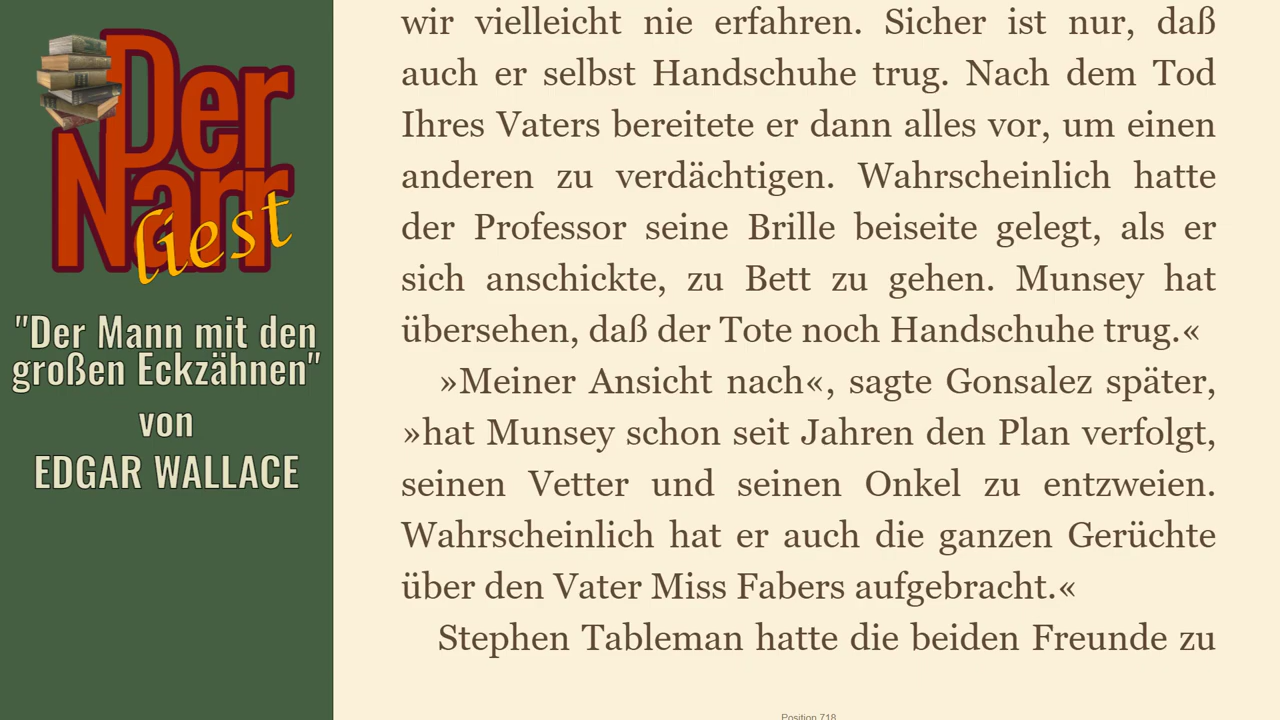 Der
Narr
liest
"Der Mann mit den
großen Eckzähnen"
von
EDGAR WALLACE
wir vielleicht nie erfahren. Sicher ist nur, daß
auch er selbst Handschuhe trug. Nach dem Tod
Ihres Vaters bereitete er dann alles vor, um einen
anderen zu verdächtigen. Wahrscheinlich hatte
der Professor seine Brille beiseite gelegt, als er
sich anschickte, zu Bett zu gehen. Munsey hat
übersehen, daß der Tote noch Handschuhe trug.«
»Meiner Ansicht nach«, sagte Gonsalez später,
»hat Munsey schon seit Jahren den Plan verfolgt,
seinen Vetter und seinen Onkel zu entzweien.
Wahrscheinlich hat er auch die ganzen Gerüchte
über den Vater Miss Fabers aufgebracht.«
Stephen Tableman hatte die beiden Freunde zu
Position 718